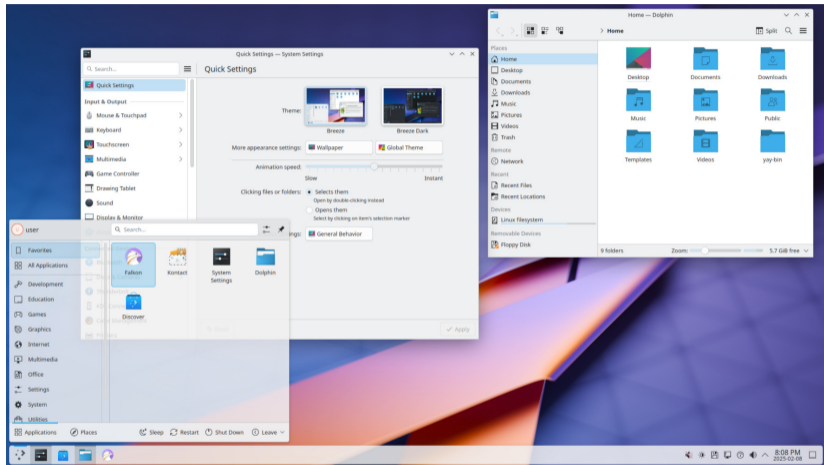 Home — Dolphin
Split
Home
Places
Home
Desktop
Documents
Downloads
Music
Pictures
Videos
Trash
Remote
Network
Recent
Recent Files
Recent Locations
Devices
Linux filesystem
Removable Devices
Floppy Disk
Desktop
Documents
Downloads
Music
Pictures
Public
Templates
Videos
yay-bin
9 folders
Zoom:
5.7 GiB free
Quick Settings — System Settings
Search...
Quick Settings
Quick Settings
Input & Output
Mouse & Touchpad
Keyboard
Touchscreen
Multimedia
Game Controller
Drawing Tablet
Sound
Display & Monitor
Theme:
Breeze
Breeze Dark
More appearance settings:
Wallpaper
Global Theme
Animation speed:
Slow
Instant
Clicking files or folders:
Selects them
Open by double-clicking instead
Opens them
Select by clicking on item's selection marker
General Behavior
Apply
user
Search...
Favorites
All Applications
Development
Education
Games
Graphics
Internet
Multimedia
Office
Settings
System
Utilities
Falkon
Kontact
System
Settings
Dolphin
Discover
Applications
Places
Sleep
Restart
Shut Down
Leave
8:08 PM
2025-02-08